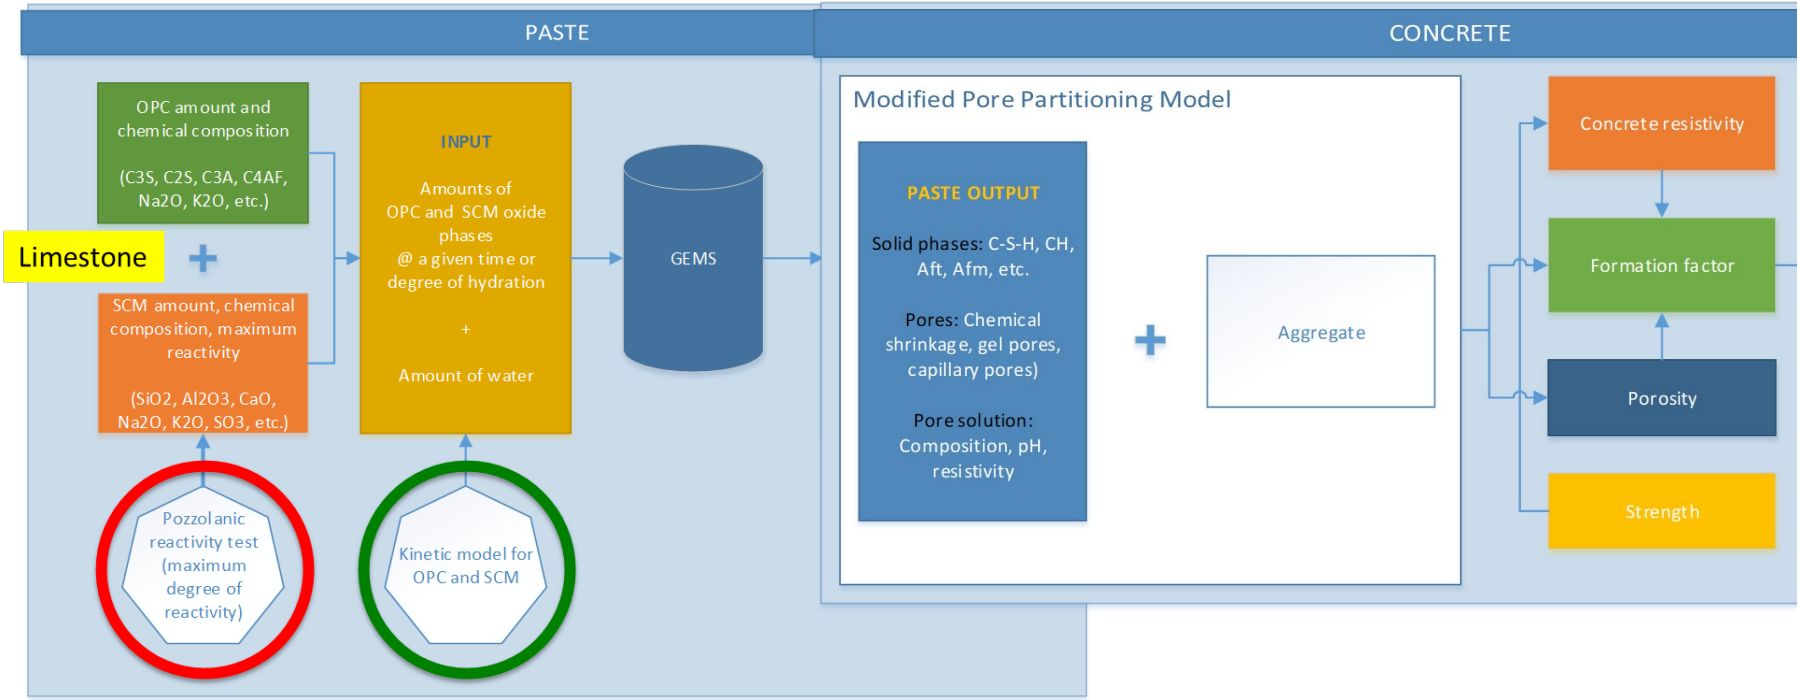 PASTE
CONCRETE
OPC amount and
chemical composition
(C3S, C2S, C3A, C4AF,
Na2O, K2O, etc.)
Limestone
+
SCM amount, chemical
composition, maximum
reactivity
(SiO2, Al2O3, CaO,
Na2O, K2O, SO3, etc.)
Pozzolanic
reactivity test
(maximum
degree of
reactivity)
INPUT
Amounts of
OPC and SCM oxide
phases
@ a given time or
degree of hydration
+
Amount of water
Kinetic model for
OPC and SCM
GEMS
Modified Pore Partitioning Model
PASTE OUTPUT
Solid phases: C-S-H, CH,
Aft, Afm, etc.
Pores: Chemical
shrinkage, gel pores,
capillary pores)
Pore solution:
Composition, pH,
resistivity
+
Aggregate
Concrete resistivity
Formation factor
Porosity
Strength